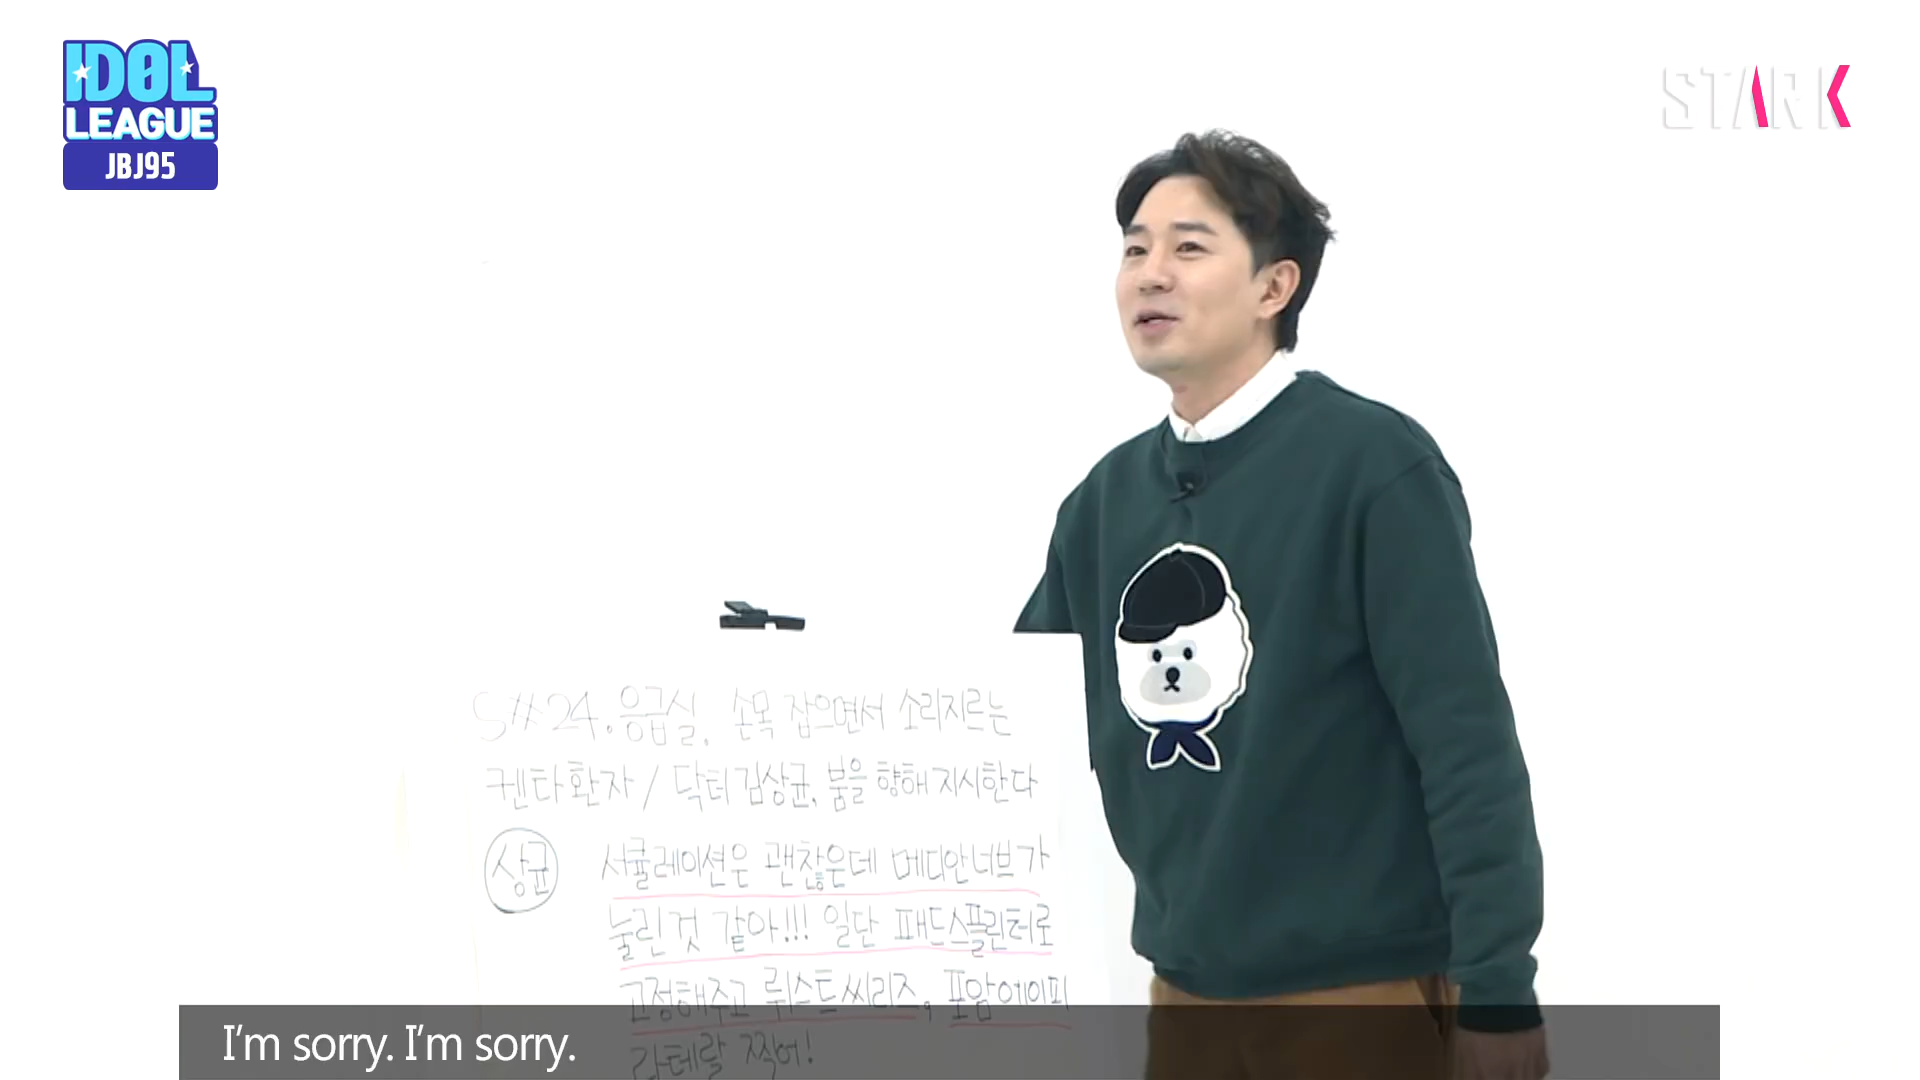 IDOL
LEAGUE
JBJ95
STARK
S#24. 응급실. 손목 잡으면서 소리지르는
켄타환자 / 닥터김상균, 붐을 향해 지시한다
상균
서큘레이션은 괜찮은데 메디안너브가
눌린것 같아!!! 일단 패드스플린터로
고정해주고 뤼스트씨리즈, 포암에이피
라테랄 찍어!
I'm sorry. I'm sorry.